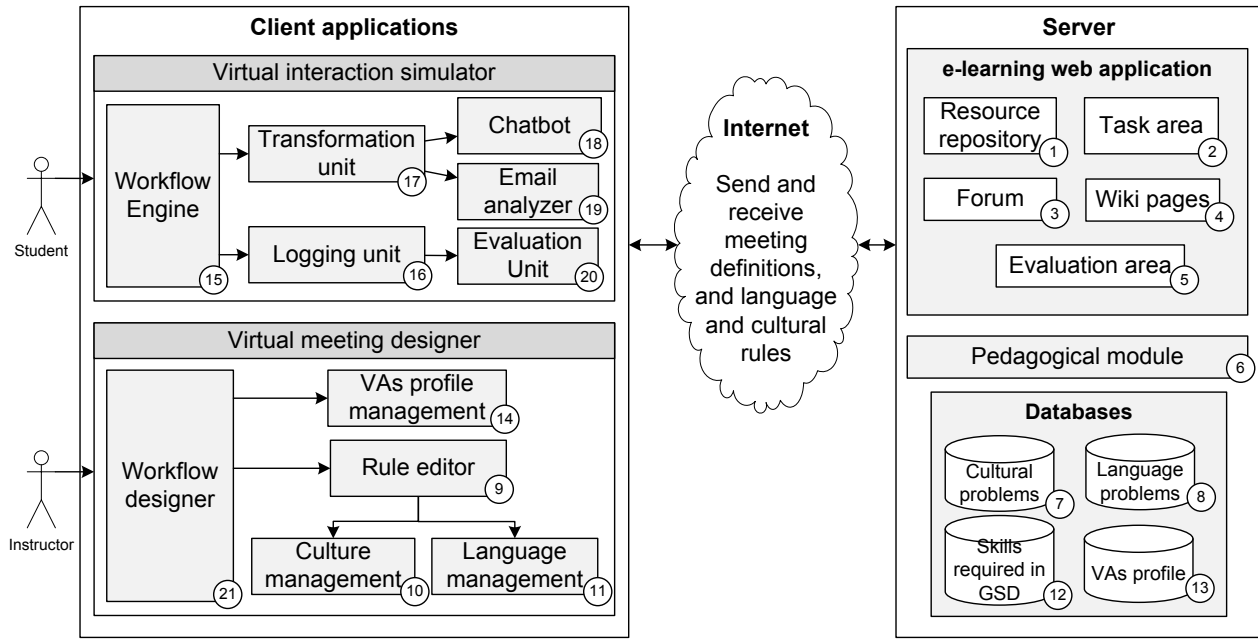 Client applications
Virtual interaction simulator
Student
Workflow
Engine
15
Transformation
unit
17
Chatbot
18
Email
analyzer
19
Logging unit
16
Evaluation
Unit
20
Virtual meeting designer
Instructor
Workflow
designer
21
VAs profile
management
14
Rule editor
9
Culture
management
10
Language
management
11
Internet
Send and
receive
meeting
definitions,
and language
and cultural
rules
Server
e-learning web application
Resource
repository
1
Task area
2
Forum
3
Wiki pages
4
Evaluation area
5
Pedagogical module
6
Databases
Cultural
problems
7
Language
problems
8
Skills
required in
GSD
12
VAs profile
13